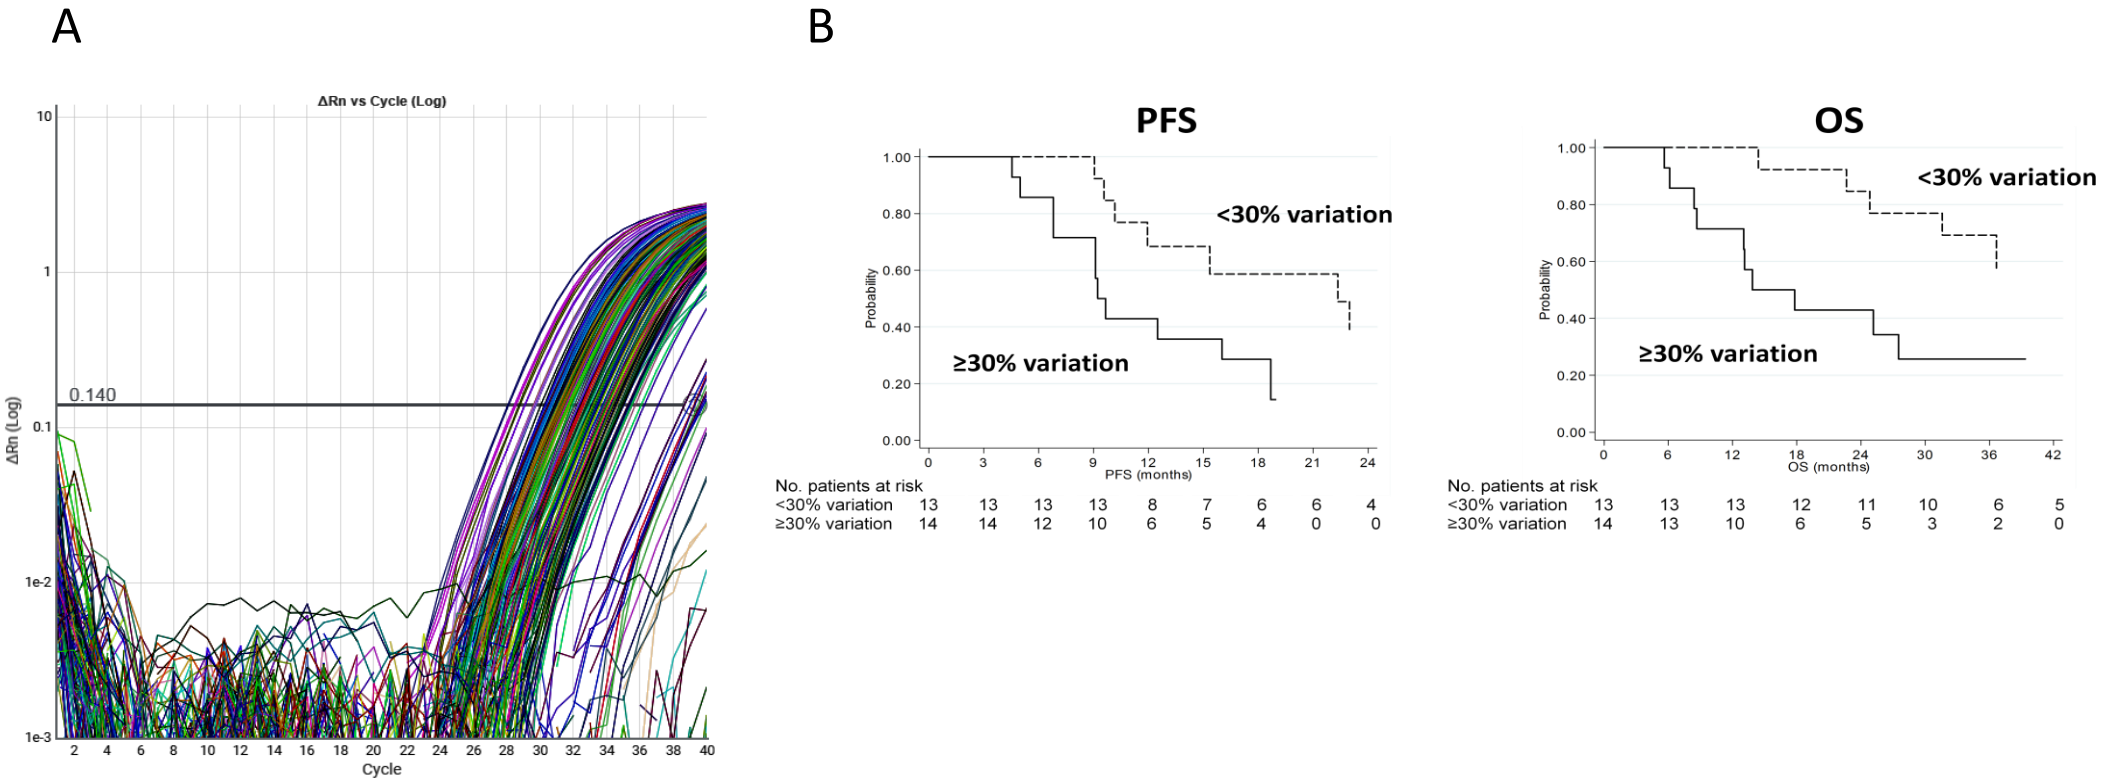 A
B
ΔRn vs Cycle (Log)
10
1
0.140
0.1
1e-2
1e-3
ΔRn (Log)
2 4 6 8 10 12 14 16 18 20 22 24 26 28 30 32 34 36 38 40
Cycle
PFS
1.00
0.80
0.60
0.40
0.20
0.00
Probability
<30% variation
≥30% variation
0 3 6 9 12 15 18 21 24
PFS (months)
No. patients at risk
<30% variation 13 13 13 13 8 7 6 6 4
≥30% variation 14 14 12 10 6 5 4 0 0
OS
1.00
0.80
0.60
0.40
0.20
0.00
Probability
<30% variation
≥30% variation
0 6 12 18 24 30 36 42
OS (months)
No. patients at risk
<30% variation 13 13 13 12 11 10 6 5
≥30% variation 14 13 10 6 5 3 2 0